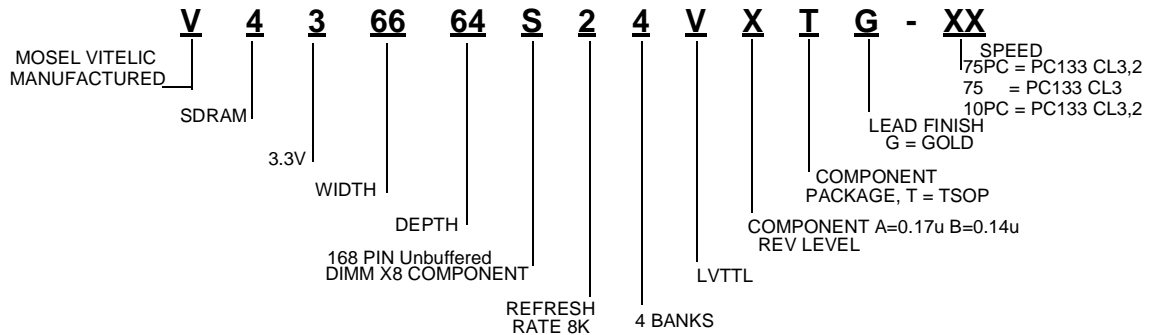 V 4 3 66 64 S 2 4 V X T G - XX
MOSEL VITELIC
MANUFACTURED
SDRAM
3.3V
WIDTH
DEPTH
168 PIN Unbuffered
DIMM X8 COMPONENT
REFRESH
RATE 8K
4 BANKS
LVTTL
COMPONENT A=0.17u B=0.14u
REV LEVEL
COMPONENT
PACKAGE, T = TSOP
LEAD FINISH
G = GOLD
SPEED
75PC = PC133 CL3,2
75 = PC133 CL3
10PC = PC133 CL3,2